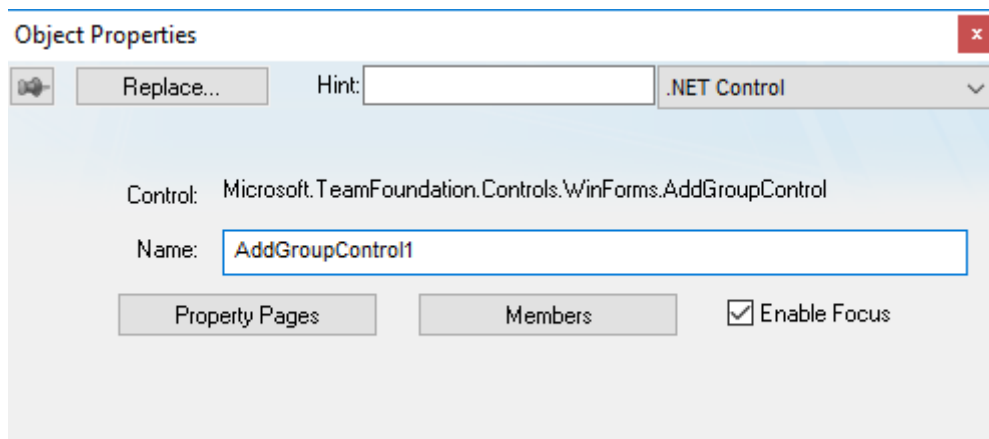 Object Properties
x
Replace... Hint: .NET Control
Control: Microsoft.TeamFoundation.Controls.WinForms.AddGroupControl
Name: AddGroupControl1
Property Pages Members Enable Focus